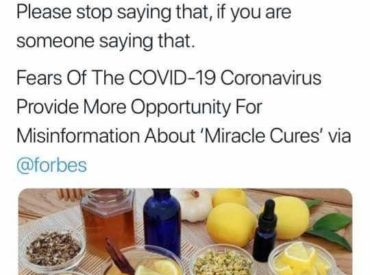 Please stop saying that, if you are
someone saying that.
Fears Of The COVID-19 Coronavirus
Provide More Opportunity For
Misinformation About ‘Miracle Cures’ via
@forbes